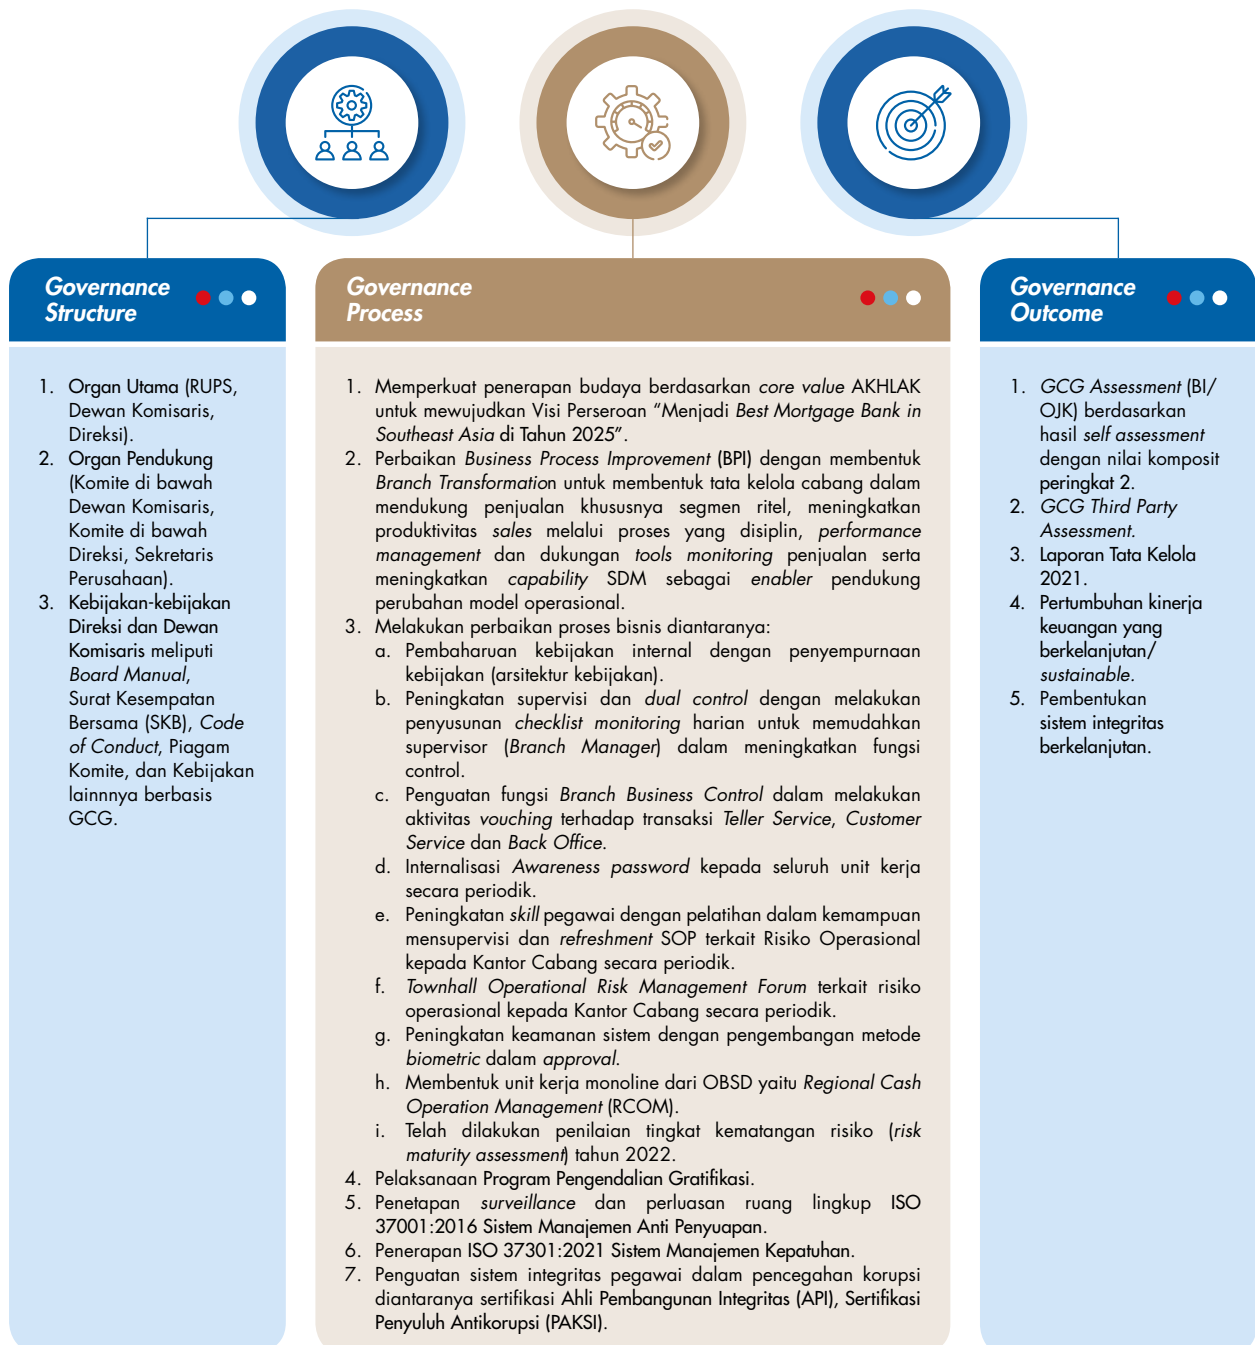 Governance
Structure
1. Organ Utama (RUPS,
Dewan Komisaris,
Direksi).
2. Organ Pendukung
(Komite di bawah
Dewan Komisaris,
Komite di bawah
Direksi, Sekretaris
Perusahaan).
3. Kebijakan-kebijakan
Direksi dan Dewan
Komisaris meliputi
Board Manual,
Surat Kesempatan
Bersama (SKB), Code
of Conduct, Piagam
Komite, dan Kebijakan
lainnnya berbasis
GCG.
Governance
Process
1. Memperkuat penerapan budaya berdasarkan core value AKHLAK
untuk mewujudkan Visi Perseroan “Menjadi Best Mortgage Bank in
Southeast Asia di Tahun 2025”.
2. Perbaikan Business Process Improvement (BPI) dengan membentuk
Branch Transformation untuk membentuk tata kelola cabang dalam
mendukung penjualan khususnya segmen ritel, meningkatkan
produktivitas sales melalui proses yang disiplin, performance
management dan dukungan tools monitoring penjualan serta
meningkatkan capability SDM sebagai enabler pendukung
perubahan model operasional.
3. Melakukan perbaikan proses bisnis diantaranya:
a. Pembaharuan kebijakan internal dengan penyempurnaan
kebijakan (arsitektur kebijakan).
b. Peningkatan supervisi dan dual control dengan melakukan
penyusunan checklist monitoring harian untuk memudahkan
supervisor (Branch Manager) dalam meningkatkan fungsi
control.
c. Penguatan fungsi Branch Business Control dalam melakukan
aktivitas vouching terhadap transaksi Teller Service, Customer
Service dan Back Office.
d. Internalisasi Awareness password kepada seluruh unit kerja
secara periodik.
e. Peningkatan skill pegawai dengan pelatihan dalam kemampuan
mensupervisi dan refreshment SOP terkait Risiko Operasional
kepada Kantor Cabang secara periodik.
f. Townhall Operational Risk Management Forum terkait risiko
operasional kepada Kantor Cabang secara periodik.
g. Peningkatan keamanan sistem dengan pengembangan metode
biometric dalam approval.
h. Membentuk unit kerja monoline dari OBSD yaitu Regional Cash
Operation Management (RCOM).
i. Telah dilakukan penilaian tingkat kematangan risiko (risk
maturity assessment) tahun 2022.
4. Pelaksanaan Program Pengendalian Gratifikasi.
5. Penetapan surveillance dan perluasan ruang lingkup ISO
37001:2016 Sistem Manajemen Anti Penyuapan.
6. Penerapan ISO 37301:2021 Sistem Manajemen Kepatuhan.
7. Penguatan sistem integritas pegawai dalam pencegahan korupsi
diantaranya sertifikasi Ahli Pembangunan Integritas (API), Sertifikasi
Penyuluh Antikorupsi (PAKSI).
Governance
Outcome
1. GCG Assessment (BI/
OJK) berdasarkan
hasil self assessment
dengan nilai komposit
peringkat 2.
2. GCG Third Party
Assessment.
3. Laporan Tata Kelola
2021.
4. Pertumbuhan kinerja
keuangan yang
berkelanjutan/
sustainable.
5. Pembentukan
sistem integritas
berkelanjutan.